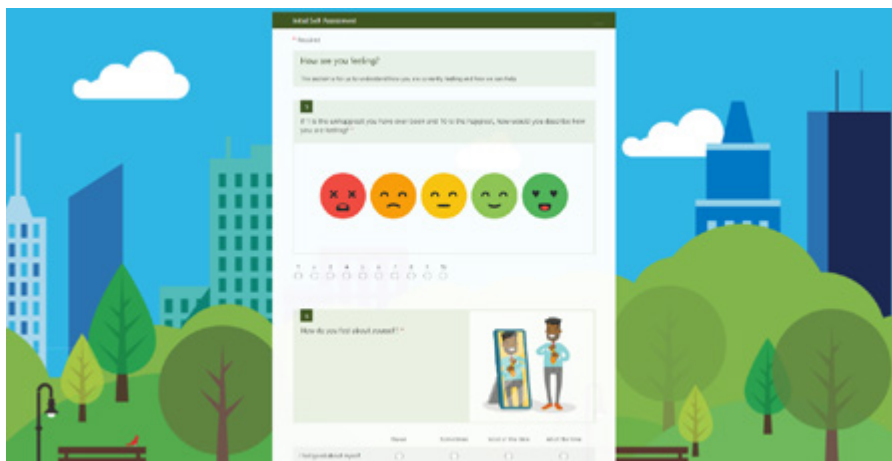 Initial Self Assessment
* Required
How are you feeling?
This section is for us to understand how you are currently feeling and how we can help
If 1 is the unhappiest you have ever been and 10 is the happiest, how would you describe how
you are feeling? *
1 2 3 4 5 6 7 8 9 10
How do you feel about yourself? *
Never Sometimes Most of the time All of the time
I feel good about myself